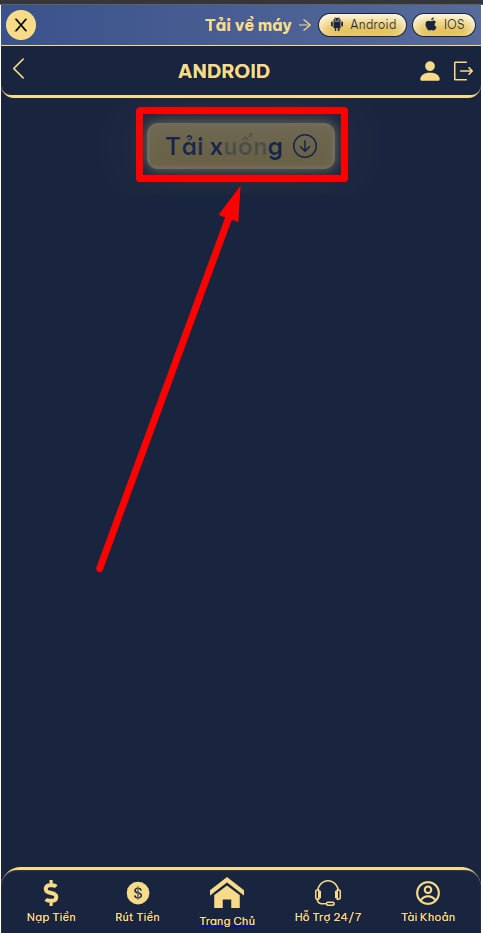 Tải về máy → Android IOS
ANDROID
Tải xuống
Nạp Tiền Rút Tiền Trang Chủ Hỗ Trợ 24/7 Tài Khoản